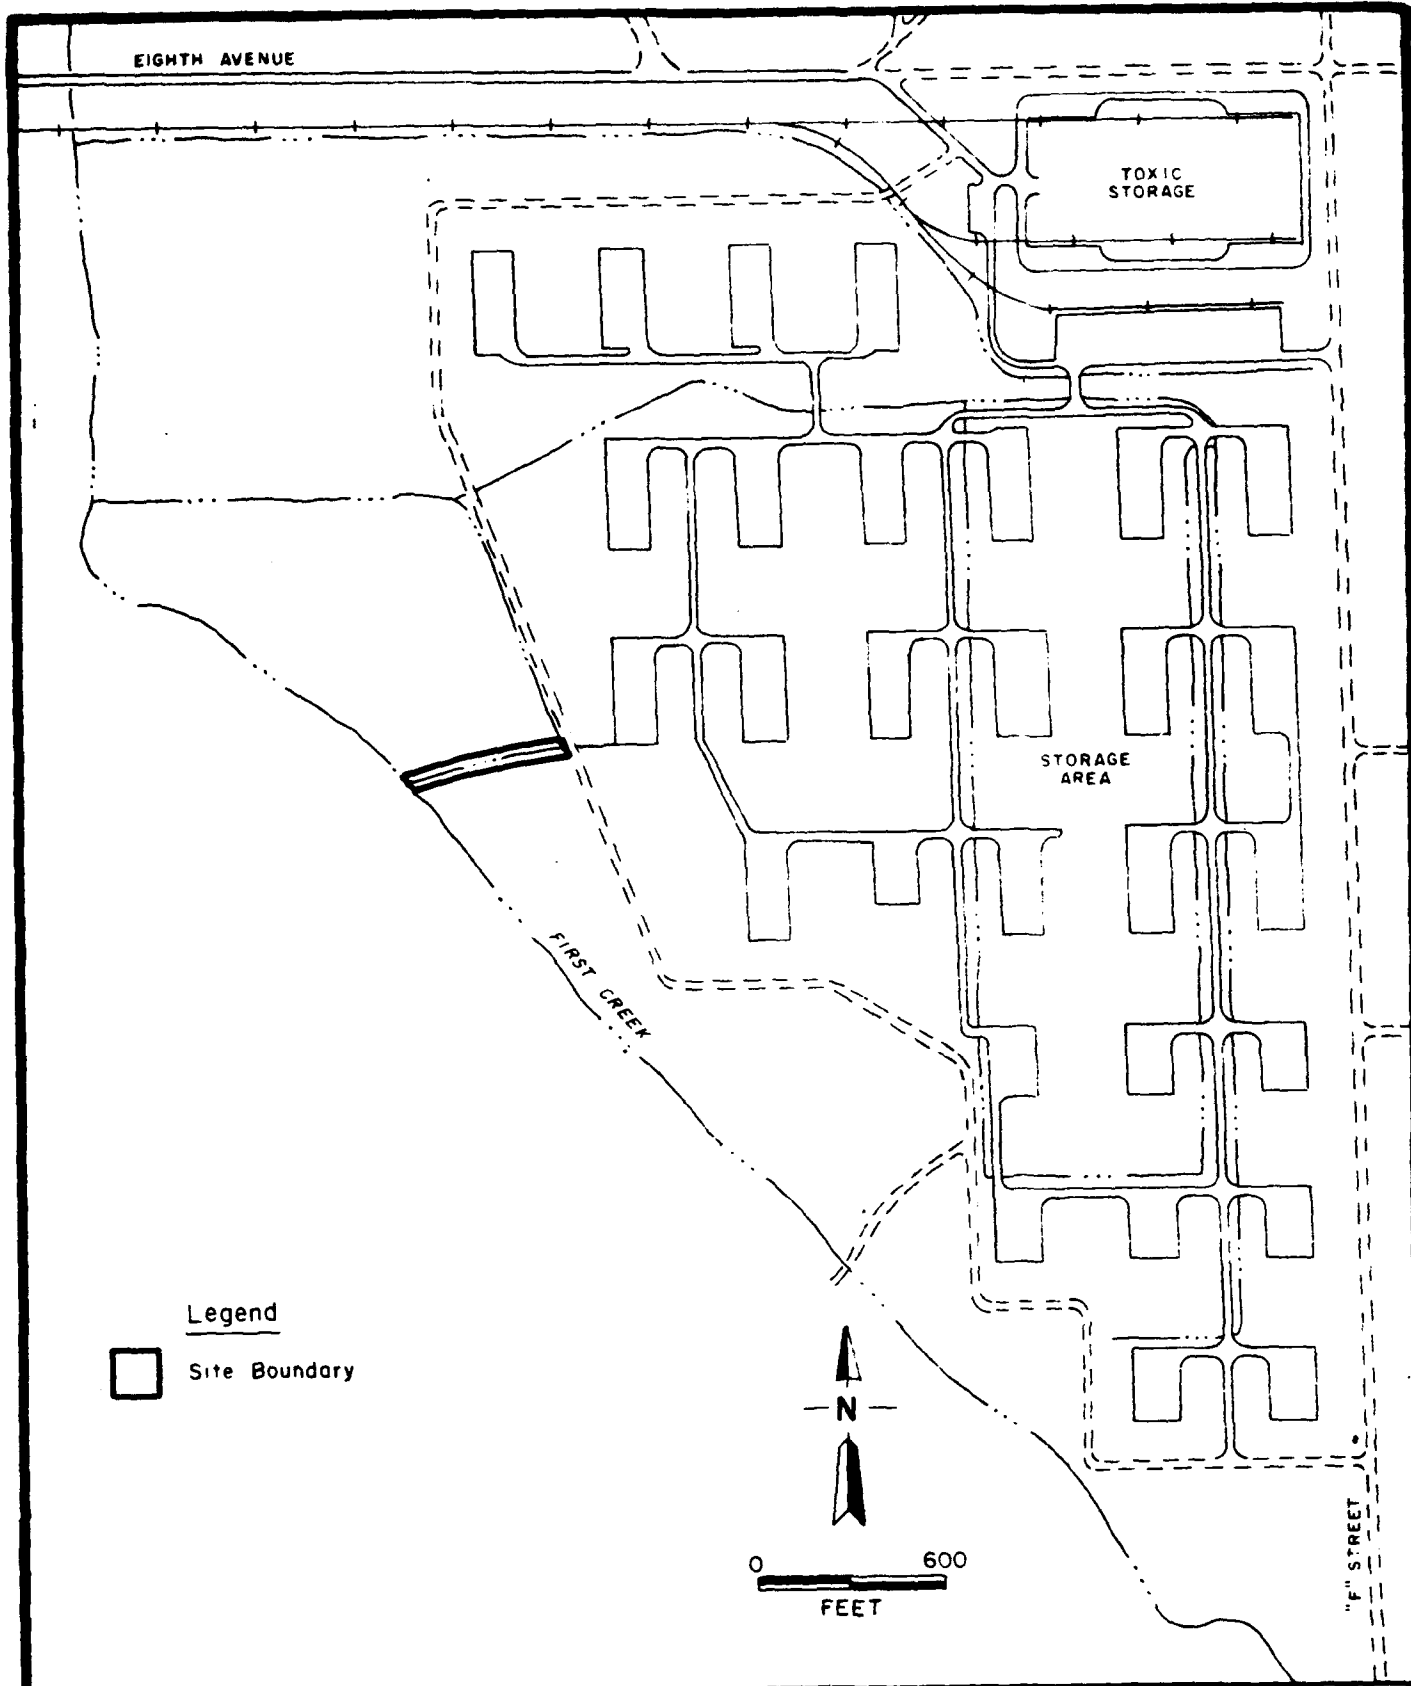 EIGHTH AVENUE
TOXIC
STORAGE
STORAGE
AREA
FIRST CREEK
Legend
Site Boundary
N
0 600
FEET
"F" STREET